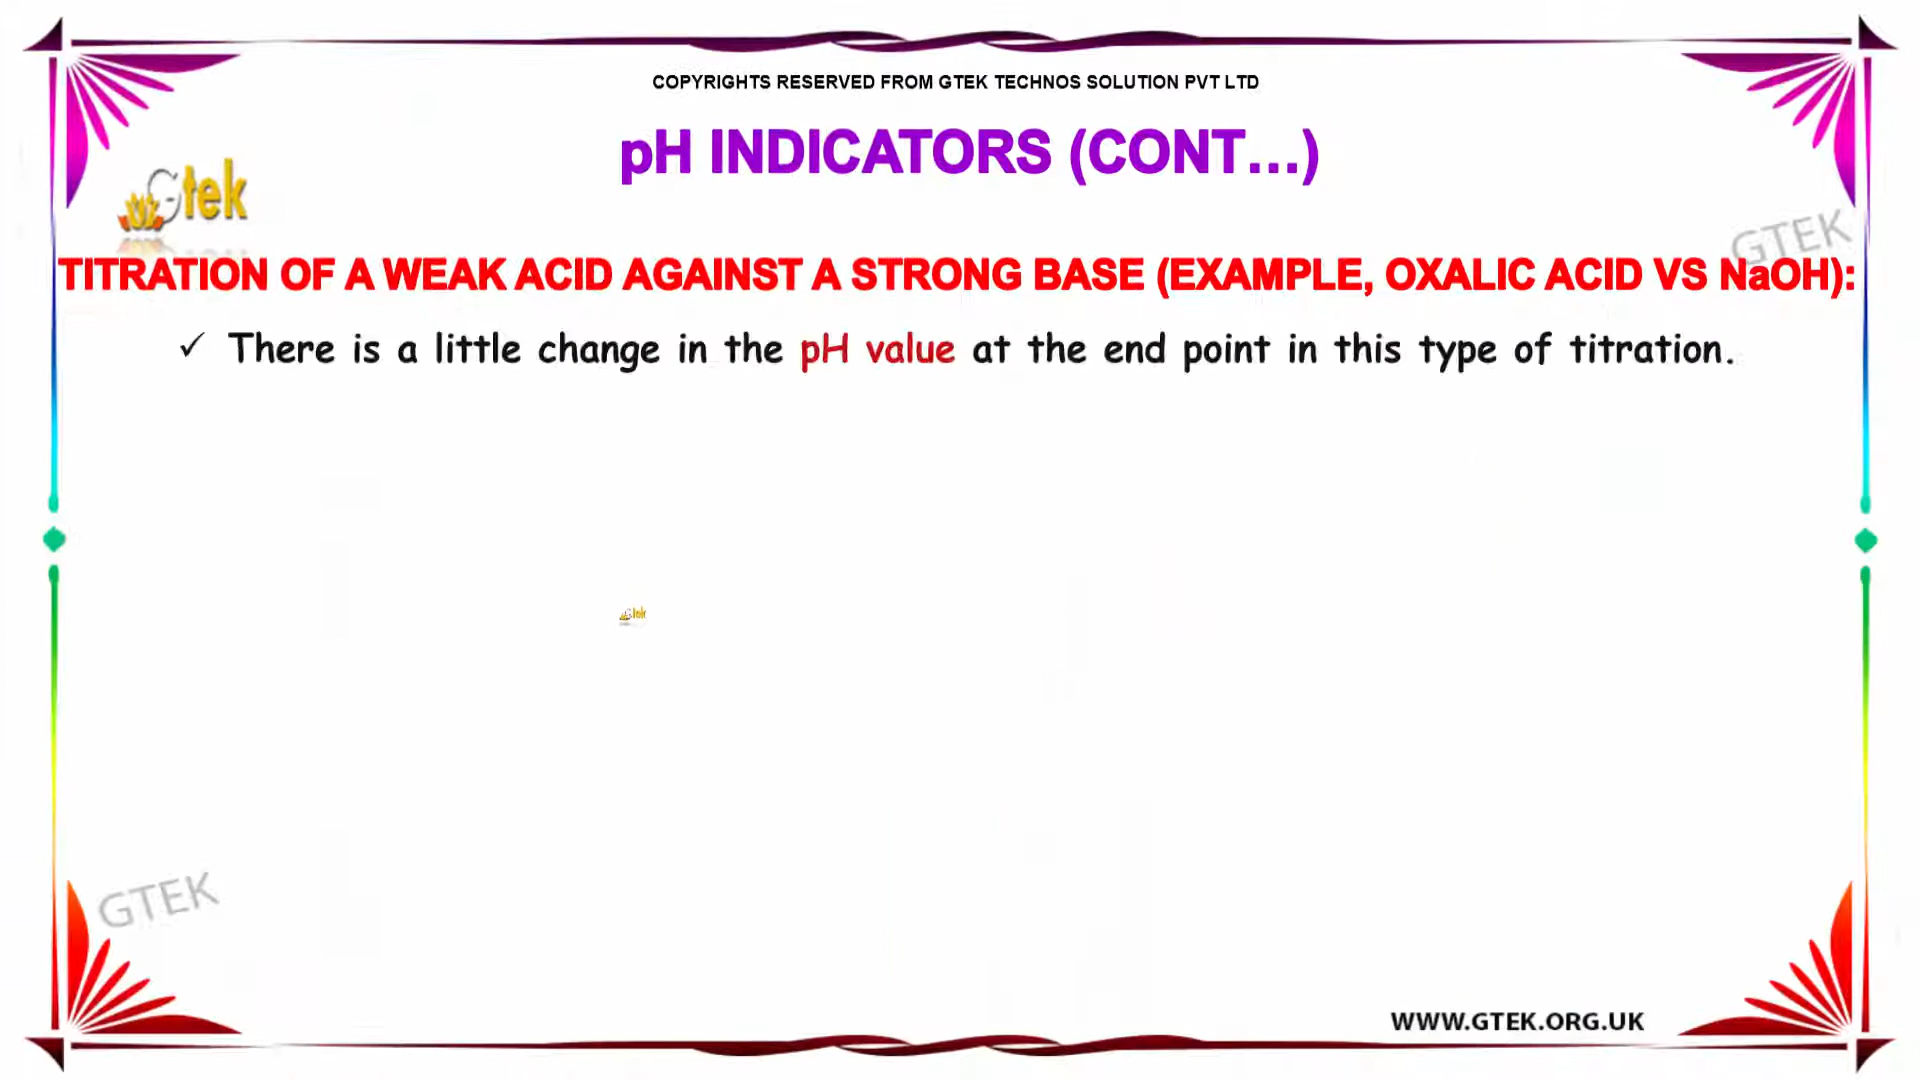 COPYRIGHTS RESERVED FROM GTEK TECHNOS SOLUTION PVT LTD
pH INDICATORS (CONT...)
Gtek
GTEK
TITRATION OF A WEAK ACID AGAINST A STRONG BASE (EXAMPLE, OXALIC ACID VS NaOH):
✓ There is a little change in the pH value at the end point in this type of titration.
Gtek
GTEK
WWW.GTEK.ORG.UK